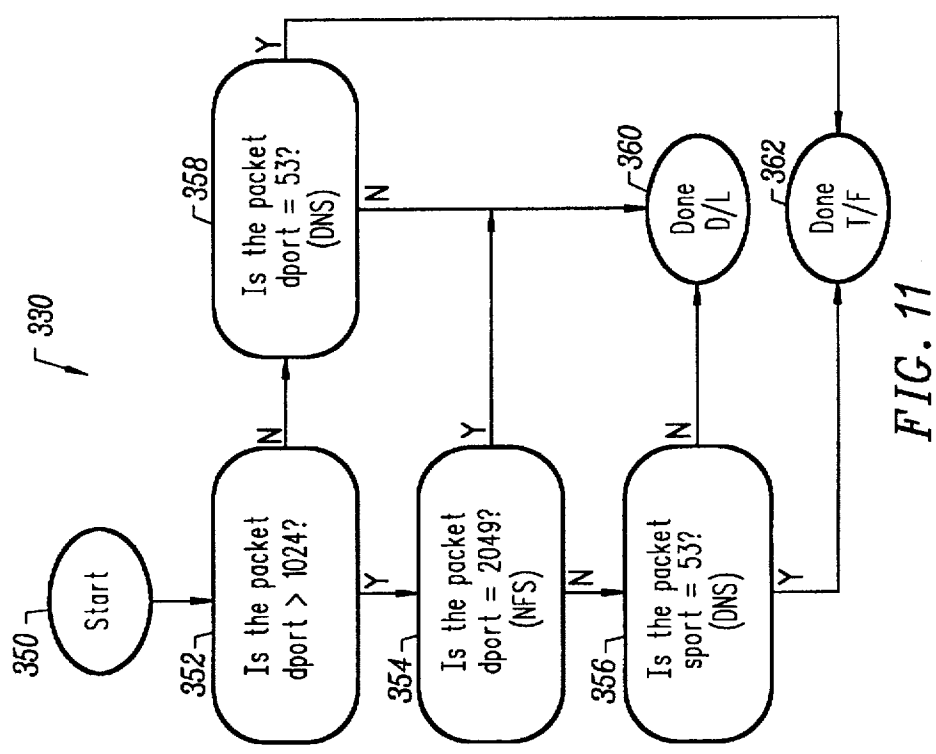 330
350
Start
352
Is the packet
dport > 1024?
N
Y
358
Is the packet
dport = 53?
(DNS)
Y
N
354
Is the packet
dport = 2049?
(NFS)
Y
N
356
Is the packet
sport = 53?
(DNS)
N
Y
360
Done
D/L
362
Done
T/F
FIG. 11